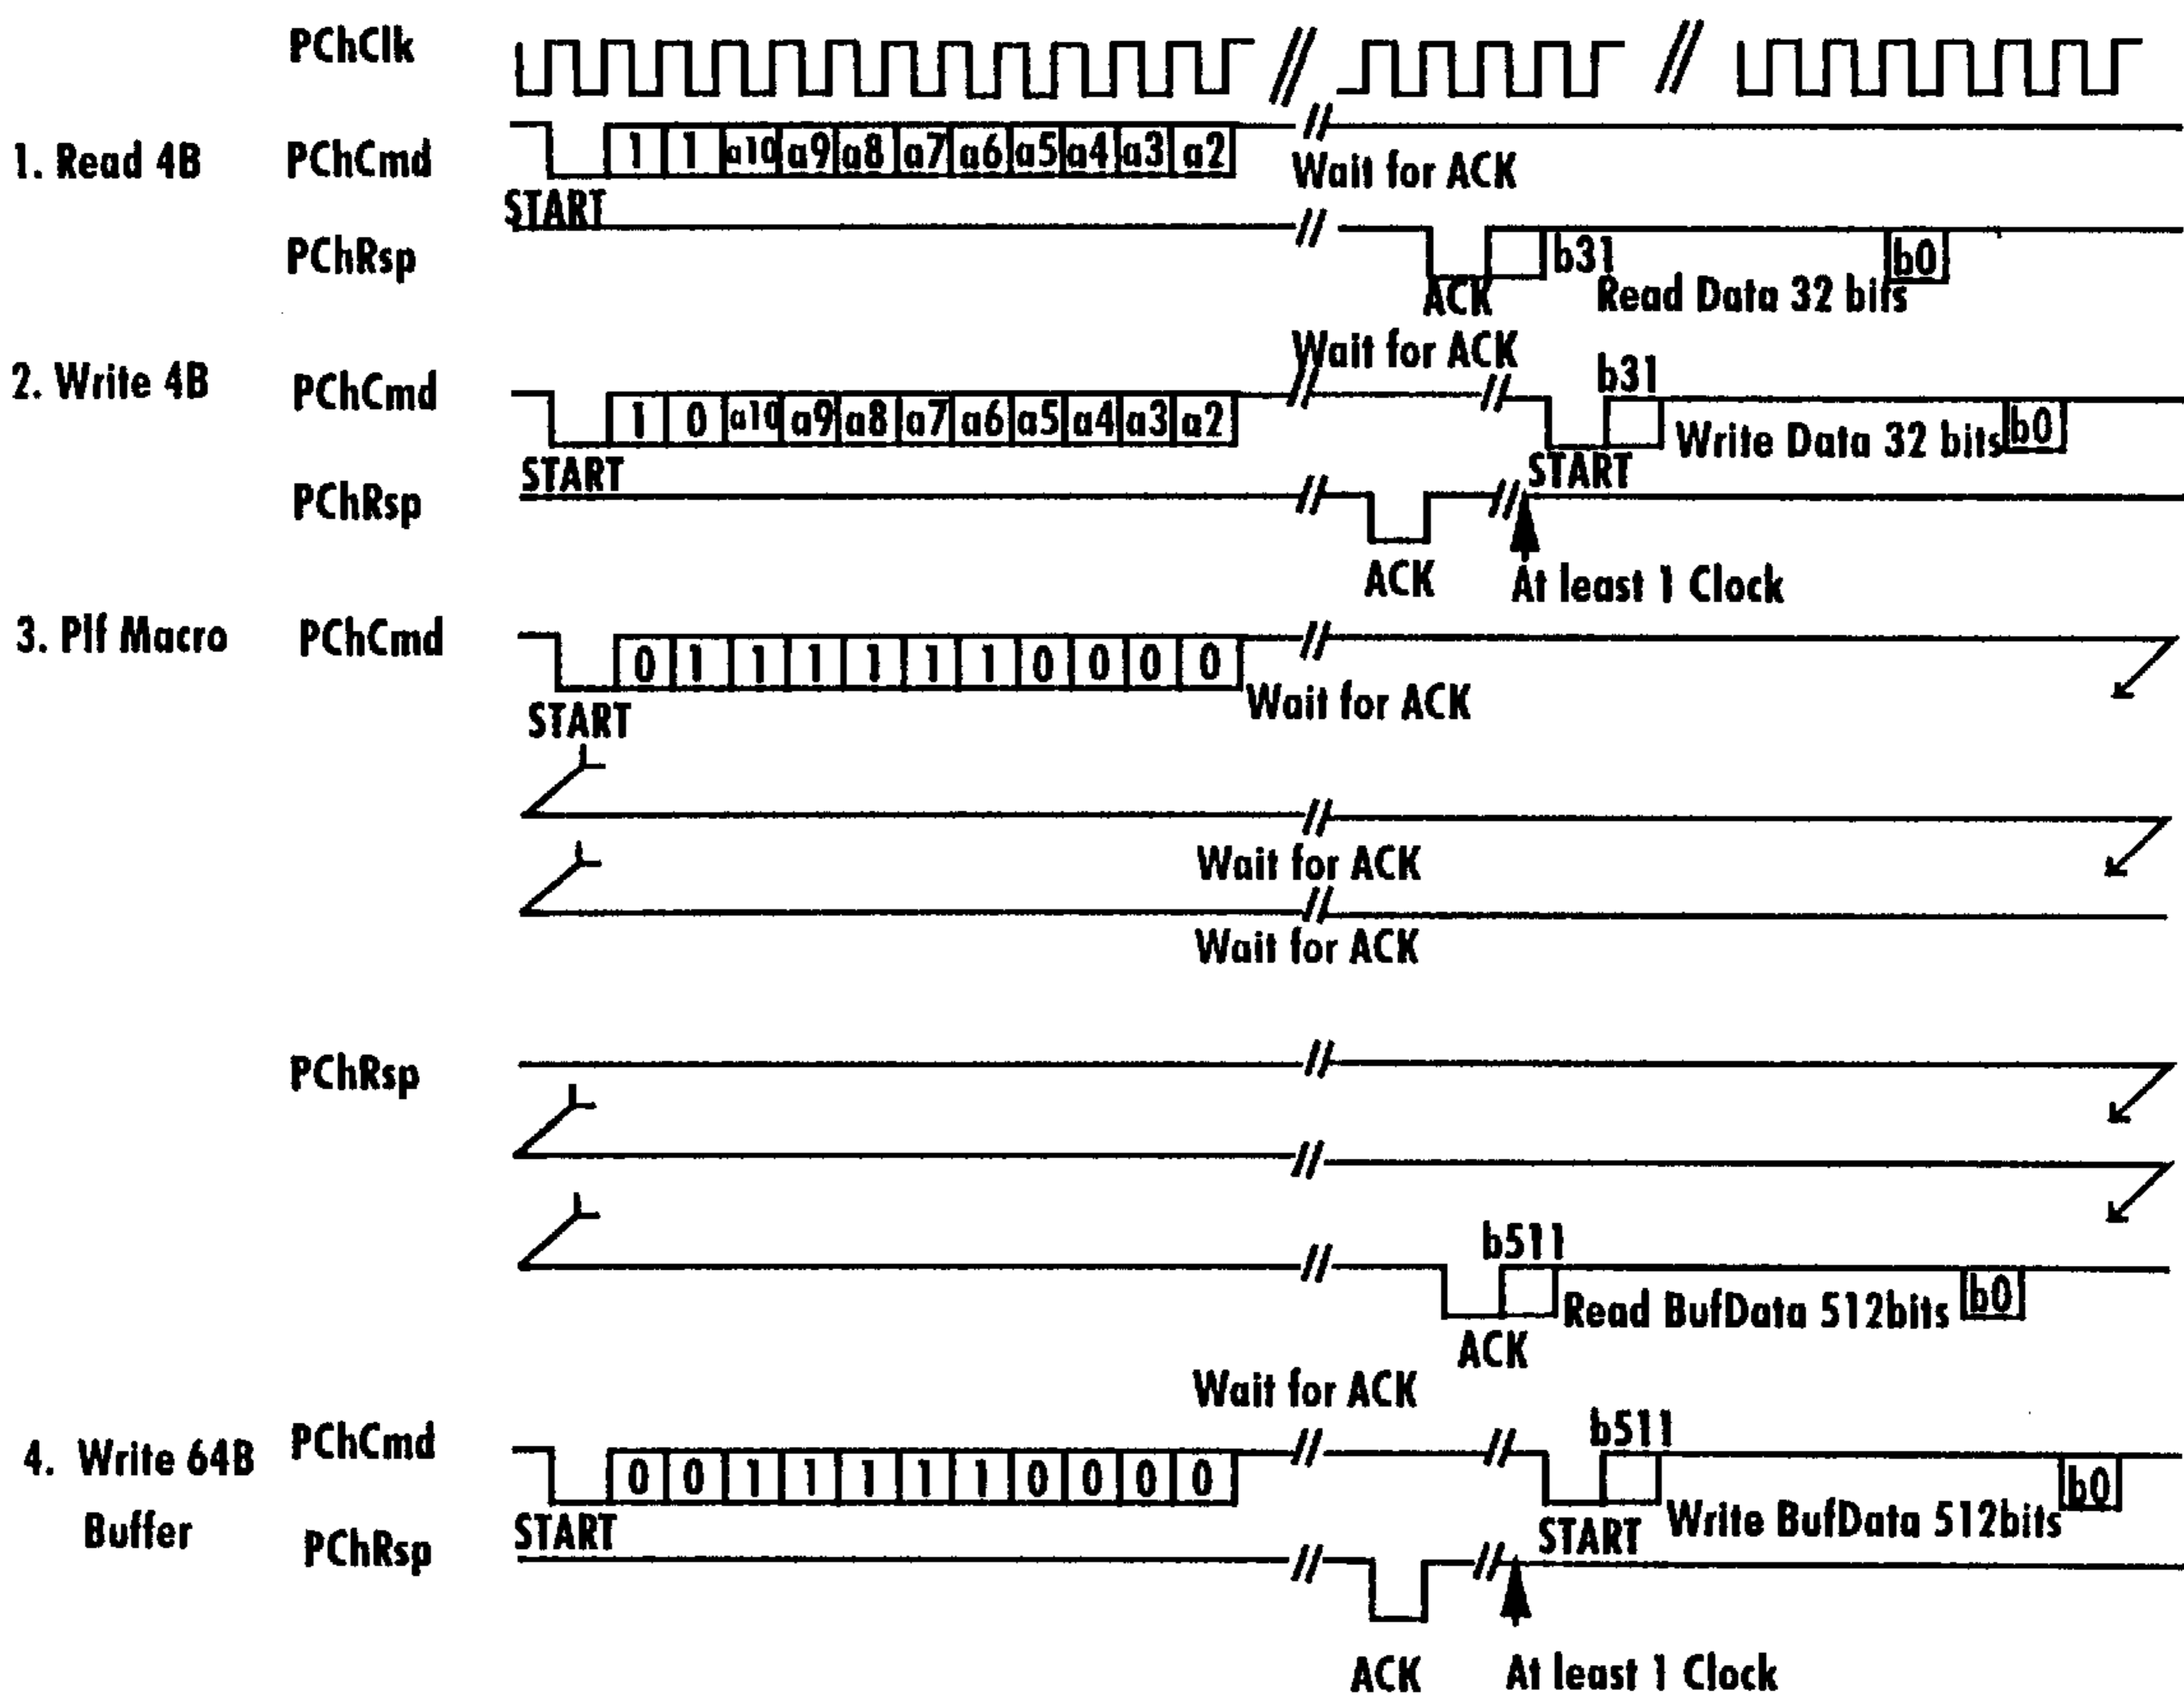 PChClk
1. Read 4B PChCmd 1 1 a10 a9 a8 a7 a6 a5 a4 a3 a2 Wait for ACK
START
PChRsp b31 b0
ACK Read Data 32 bits
Wait for ACK
2. Write 4B PChCmd 1 0 a10 a9 a8 a7 a6 a5 a4 a3 a2 b31 Write Data 32 bits b0
START START
PChRsp
ACK At least 1 Clock
3. Plf Macro PChCmd 0 1 1 1 1 1 1 0 0 0 0 Wait for ACK
START
Wait for ACK
Wait for ACK
PChRsp
b511
Read BufData 512bits b0
ACK
Wait for ACK
4. Write 64B PChCmd 0 0 1 1 1 1 1 0 0 0 0 b511 b0
Buffer START START Write BufData 512bits
PChRsp
ACK At least 1 Clock